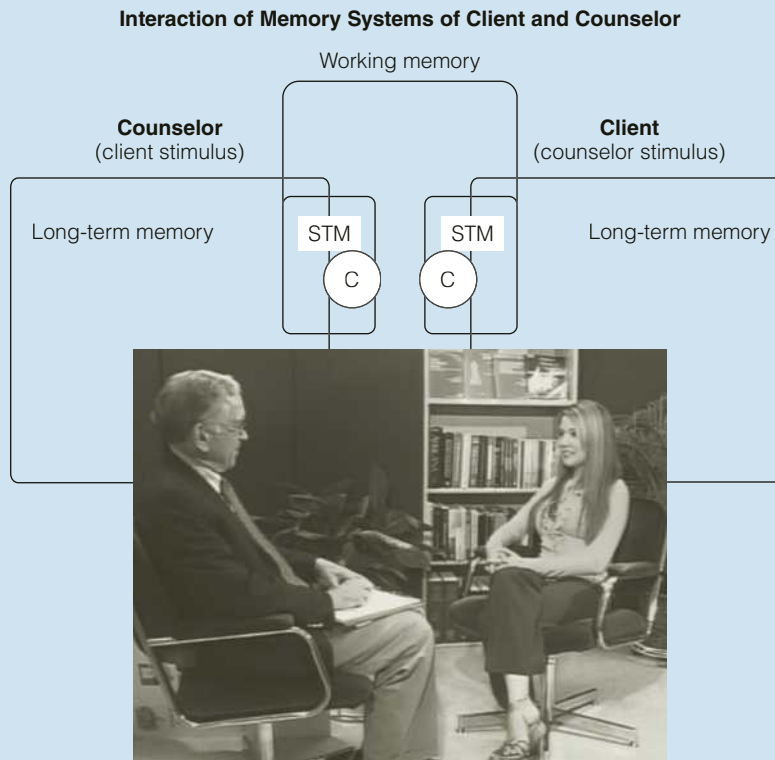 Interaction of Memory Systems of Client and Counselor
Working memory
Counselor
(client stimulus)
Client
(counselor stimulus)
Long-term memory
STM
STM
Long-term memory
C
C